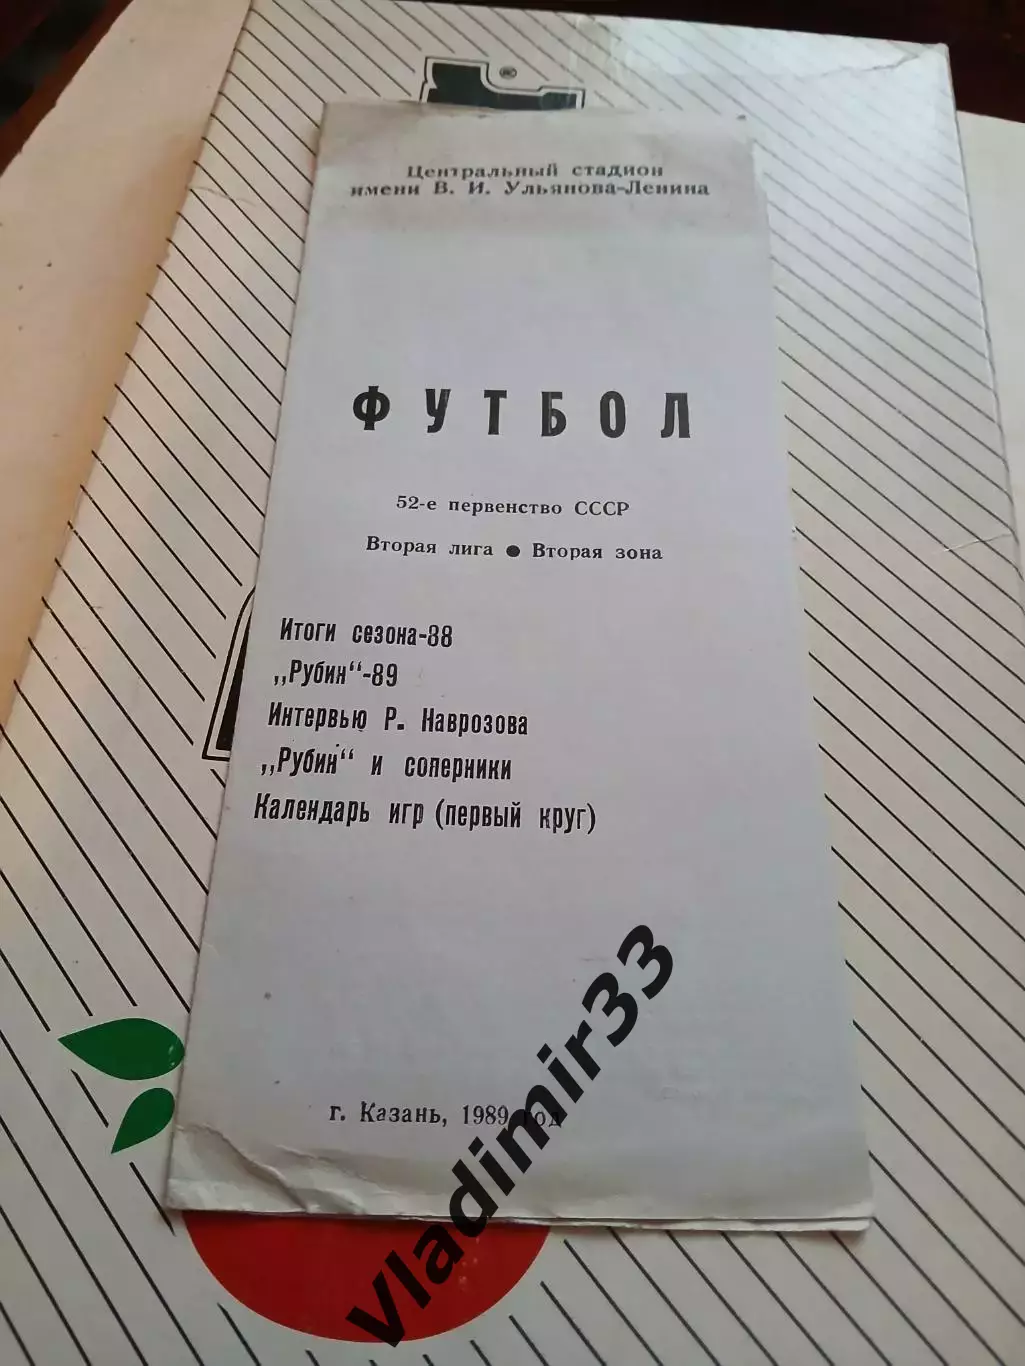 Центральный стадион
имени В. И. Ульянова-Ленина
ФУТБОЛ
52-е первенство СССР
Вторая лига ● Вторая зона
Итоги сезона-88
„Рубин“-89
Интервью Р. Наврозова
„Рубин“ и соперники
Календарь игр (первый круг)
г. Казань, 1989 год
vladimir33